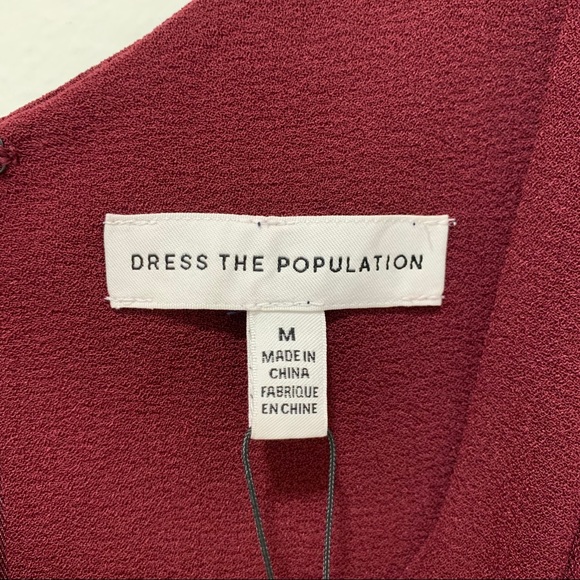 DRESS THE POPULATION
M
MADE IN
CHINA
FABRIQUE
EN CHINE